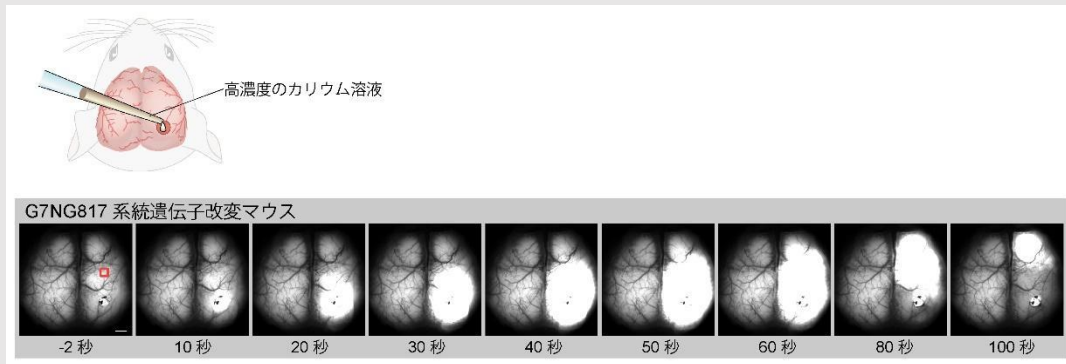 高濃度のカリウム溶液
G7NG817 系統遺伝子改変マウス
-2 秒
10 秒
20 秒
30 秒
40 秒
50 秒
60 秒
80 秒
100 秒